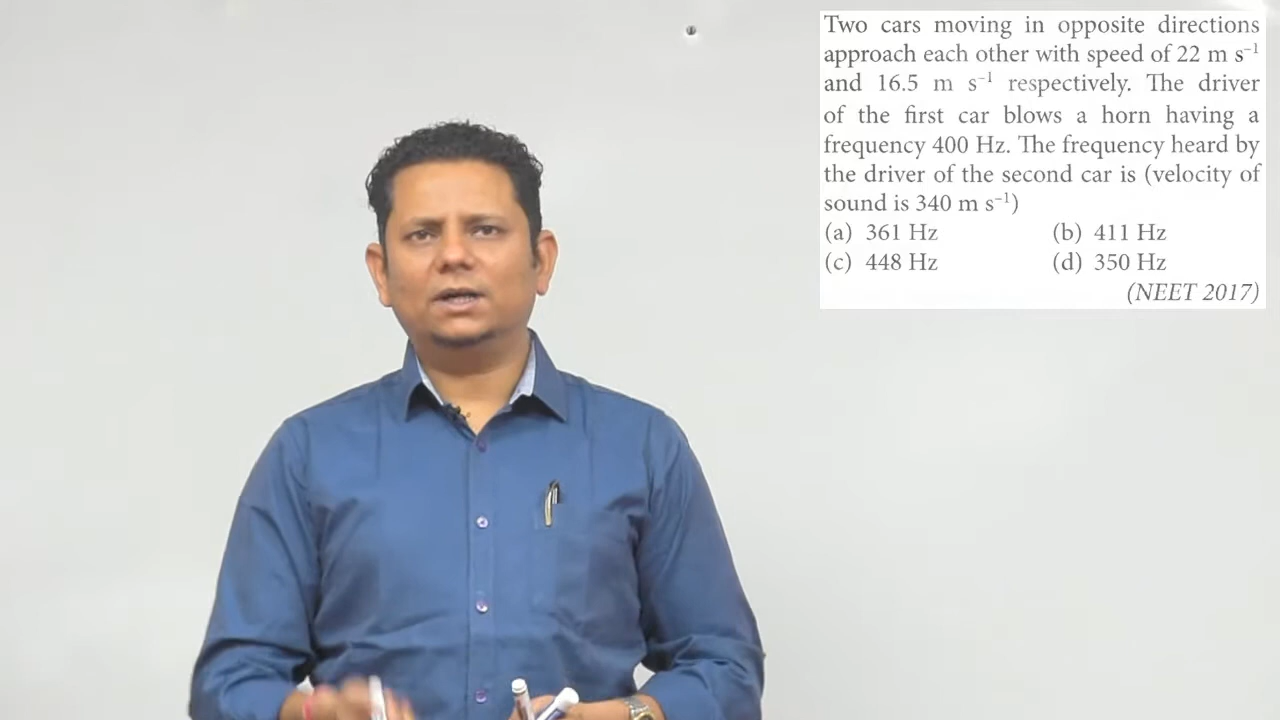 Two cars moving in opposite directions
approach each other with speed of 22 m s⁻¹
and 16.5 m s⁻¹ respectively. The driver
of the first car blows a horn having a
frequency 400 Hz. The frequency heard by
the driver of the second car is (velocity of
sound is 340 m s⁻¹)
(a) 361 Hz (b) 411 Hz
(c) 448 Hz (d) 350 Hz
(NEET 2017)